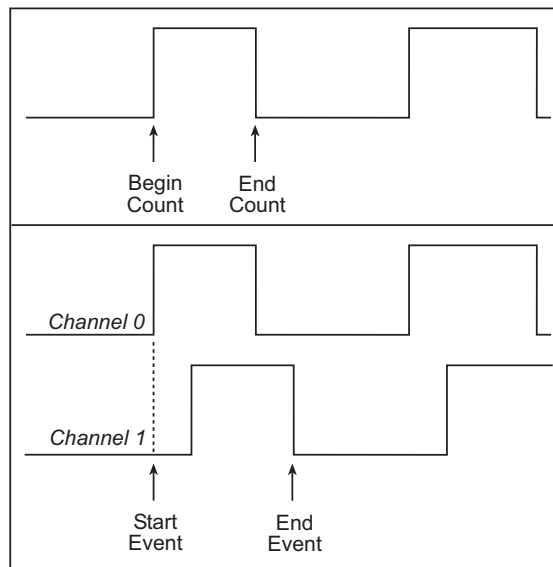 Begin
Count
End
Count
Channel 0
Channel 1
Start
Event
End
Event